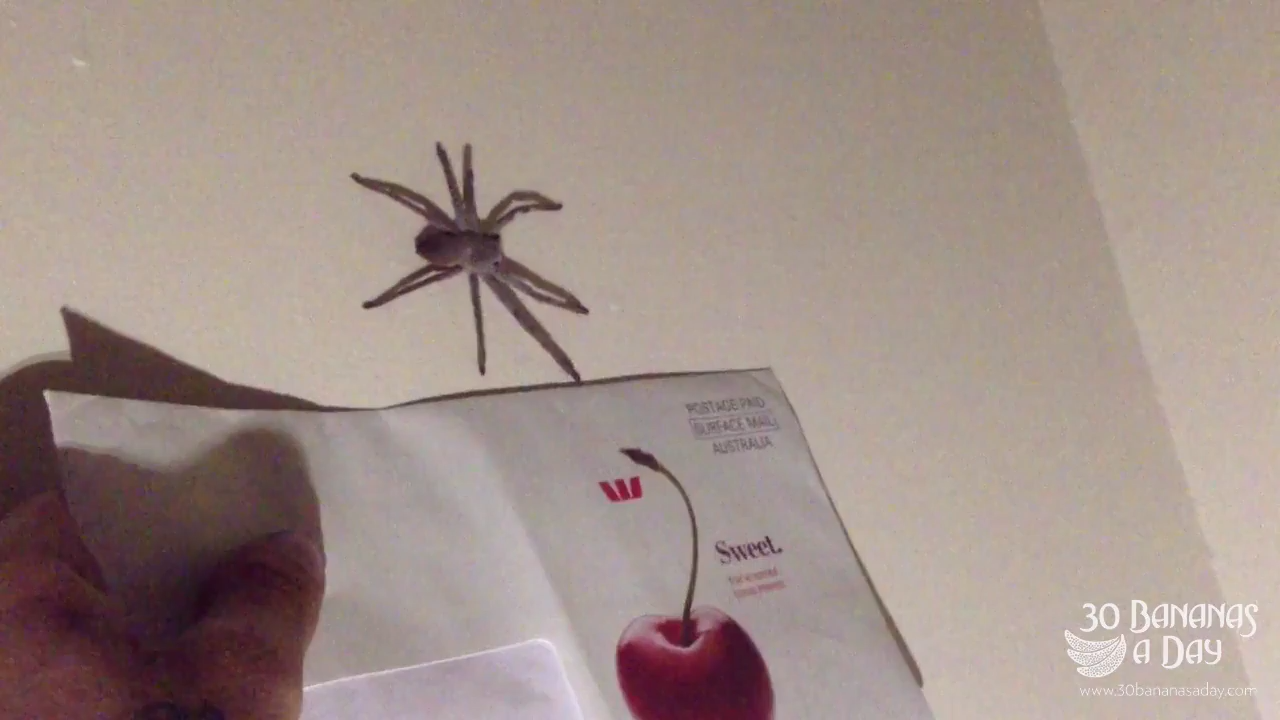 POSTAGE PAID
SURFACE MAIL
AUSTRALIA
Sweet.
30 BANANAS
A DAY
www.30bananasaday.com